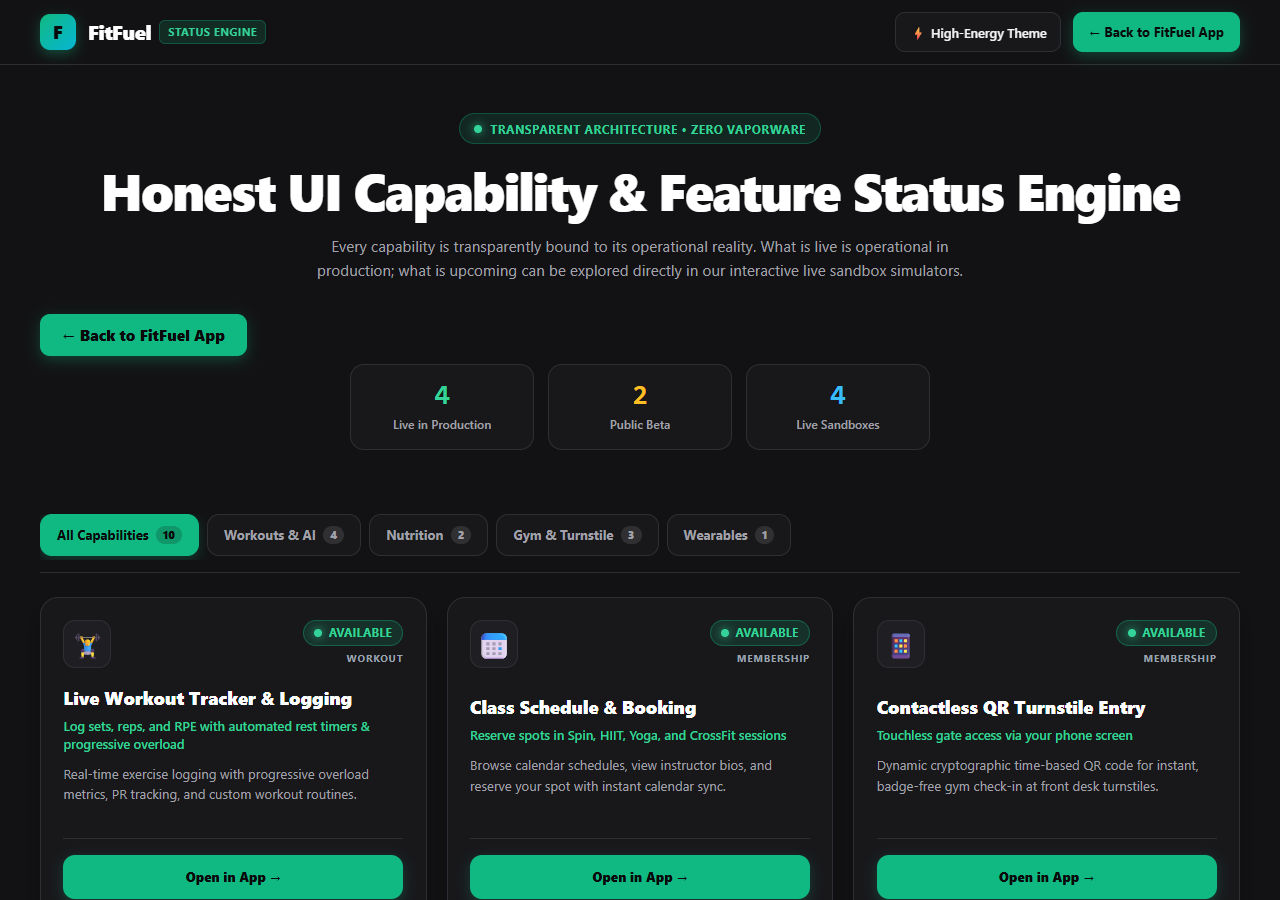 F FitFuel STATUS ENGINE
High-Energy Theme
← Back to FitFuel App
TRANSPARENT ARCHITECTURE • ZERO VAPORWARE
Honest UI Capability & Feature Status Engine
Every capability is transparently bound to its operational reality. What is live is operational in
production; what is upcoming can be explored directly in our interactive live sandbox simulators.
← Back to FitFuel App
4
Live in Production
2
Public Beta
4
Live Sandboxes
All Capabilities 10
Workouts & AI 4
Nutrition 2
Gym & Turnstile 3
Wearables 1
AVAILABLE
WORKOUT
Live Workout Tracker & Logging
Log sets, reps, and RPE with automated rest timers &
progressive overload
Real-time exercise logging with progressive overload
metrics, PR tracking, and custom workout routines.
Open in App →
AVAILABLE
MEMBERSHIP
Class Schedule & Booking
Reserve spots in Spin, HIIT, Yoga, and CrossFit sessions
Browse calendar schedules, view instructor bios, and
reserve your spot with instant calendar sync.
Open in App →
AVAILABLE
MEMBERSHIP
Contactless QR Turnstile Entry
Touchless gate access via your phone screen
Dynamic cryptographic time-based QR code for instant,
badge-free gym check-in at front desk turnstiles.
Open in App →